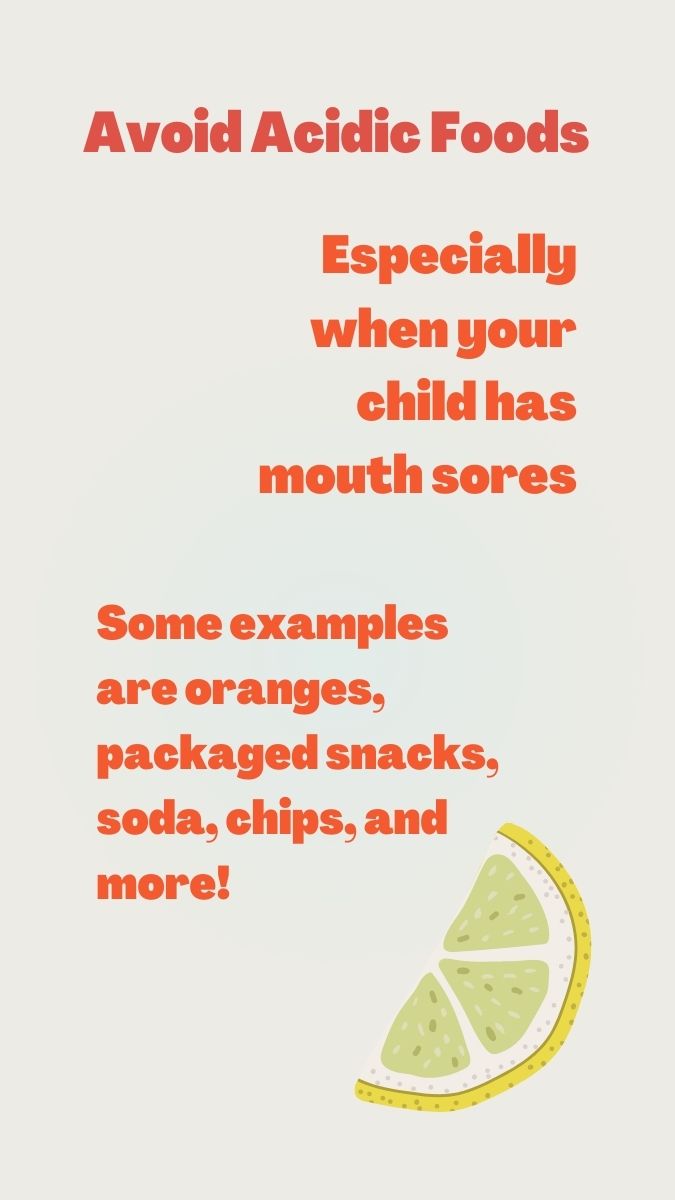 Avoid Acidic Foods
Especially
when your
child has
mouth sores
Some examples
are oranges,
packaged snacks,
soda, chips, and
more!